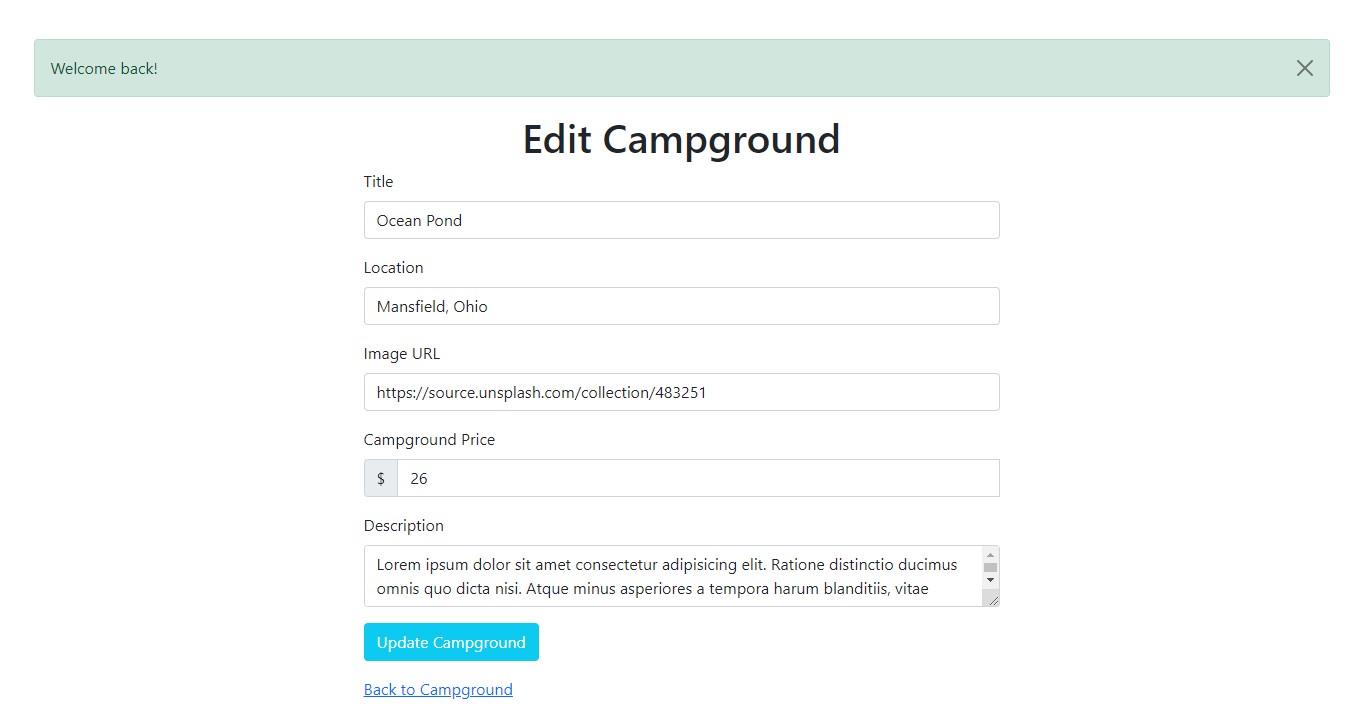 Welcome back!
Edit Campground
Title
Ocean Pond
Location
Mansfield, Ohio
Image URL
https://source.unsplash.com/collection/483251
Campground Price
$ 26
Description
Lorem ipsum dolor sit amet consectetur adipisicing elit. Ratione distinctio ducimus
omnis quo dicta nisi. Atque minus asperiores a tempora harum blanditiis, vitae
Update Campground
Back to Campground